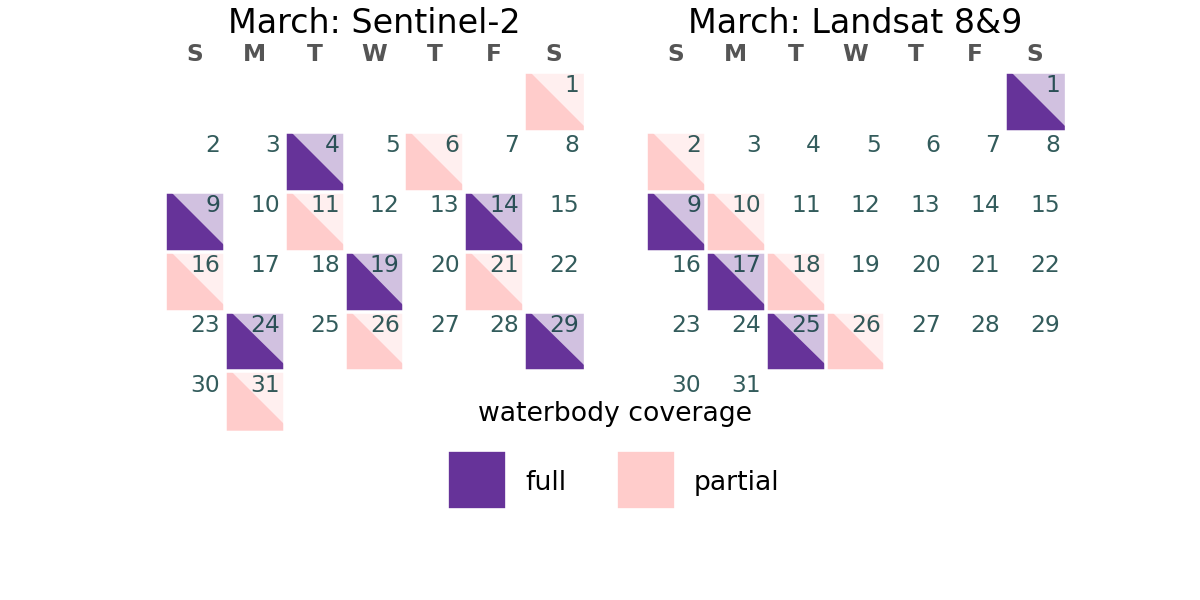 March: Sentinel-2
S M T W T F S
1
2 3 4 5 6 7 8
9 10 11 12 13 14 15
16 17 18 19 20 21 22
23 24 25 26 27 28 29
30 31
March: Landsat 8&9
S M T W T F S
1
2 3 4 5 6 7 8
9 10 11 12 13 14 15
16 17 18 19 20 21 22
23 24 25 26 27 28 29
30 31
waterbody coverage
full partial